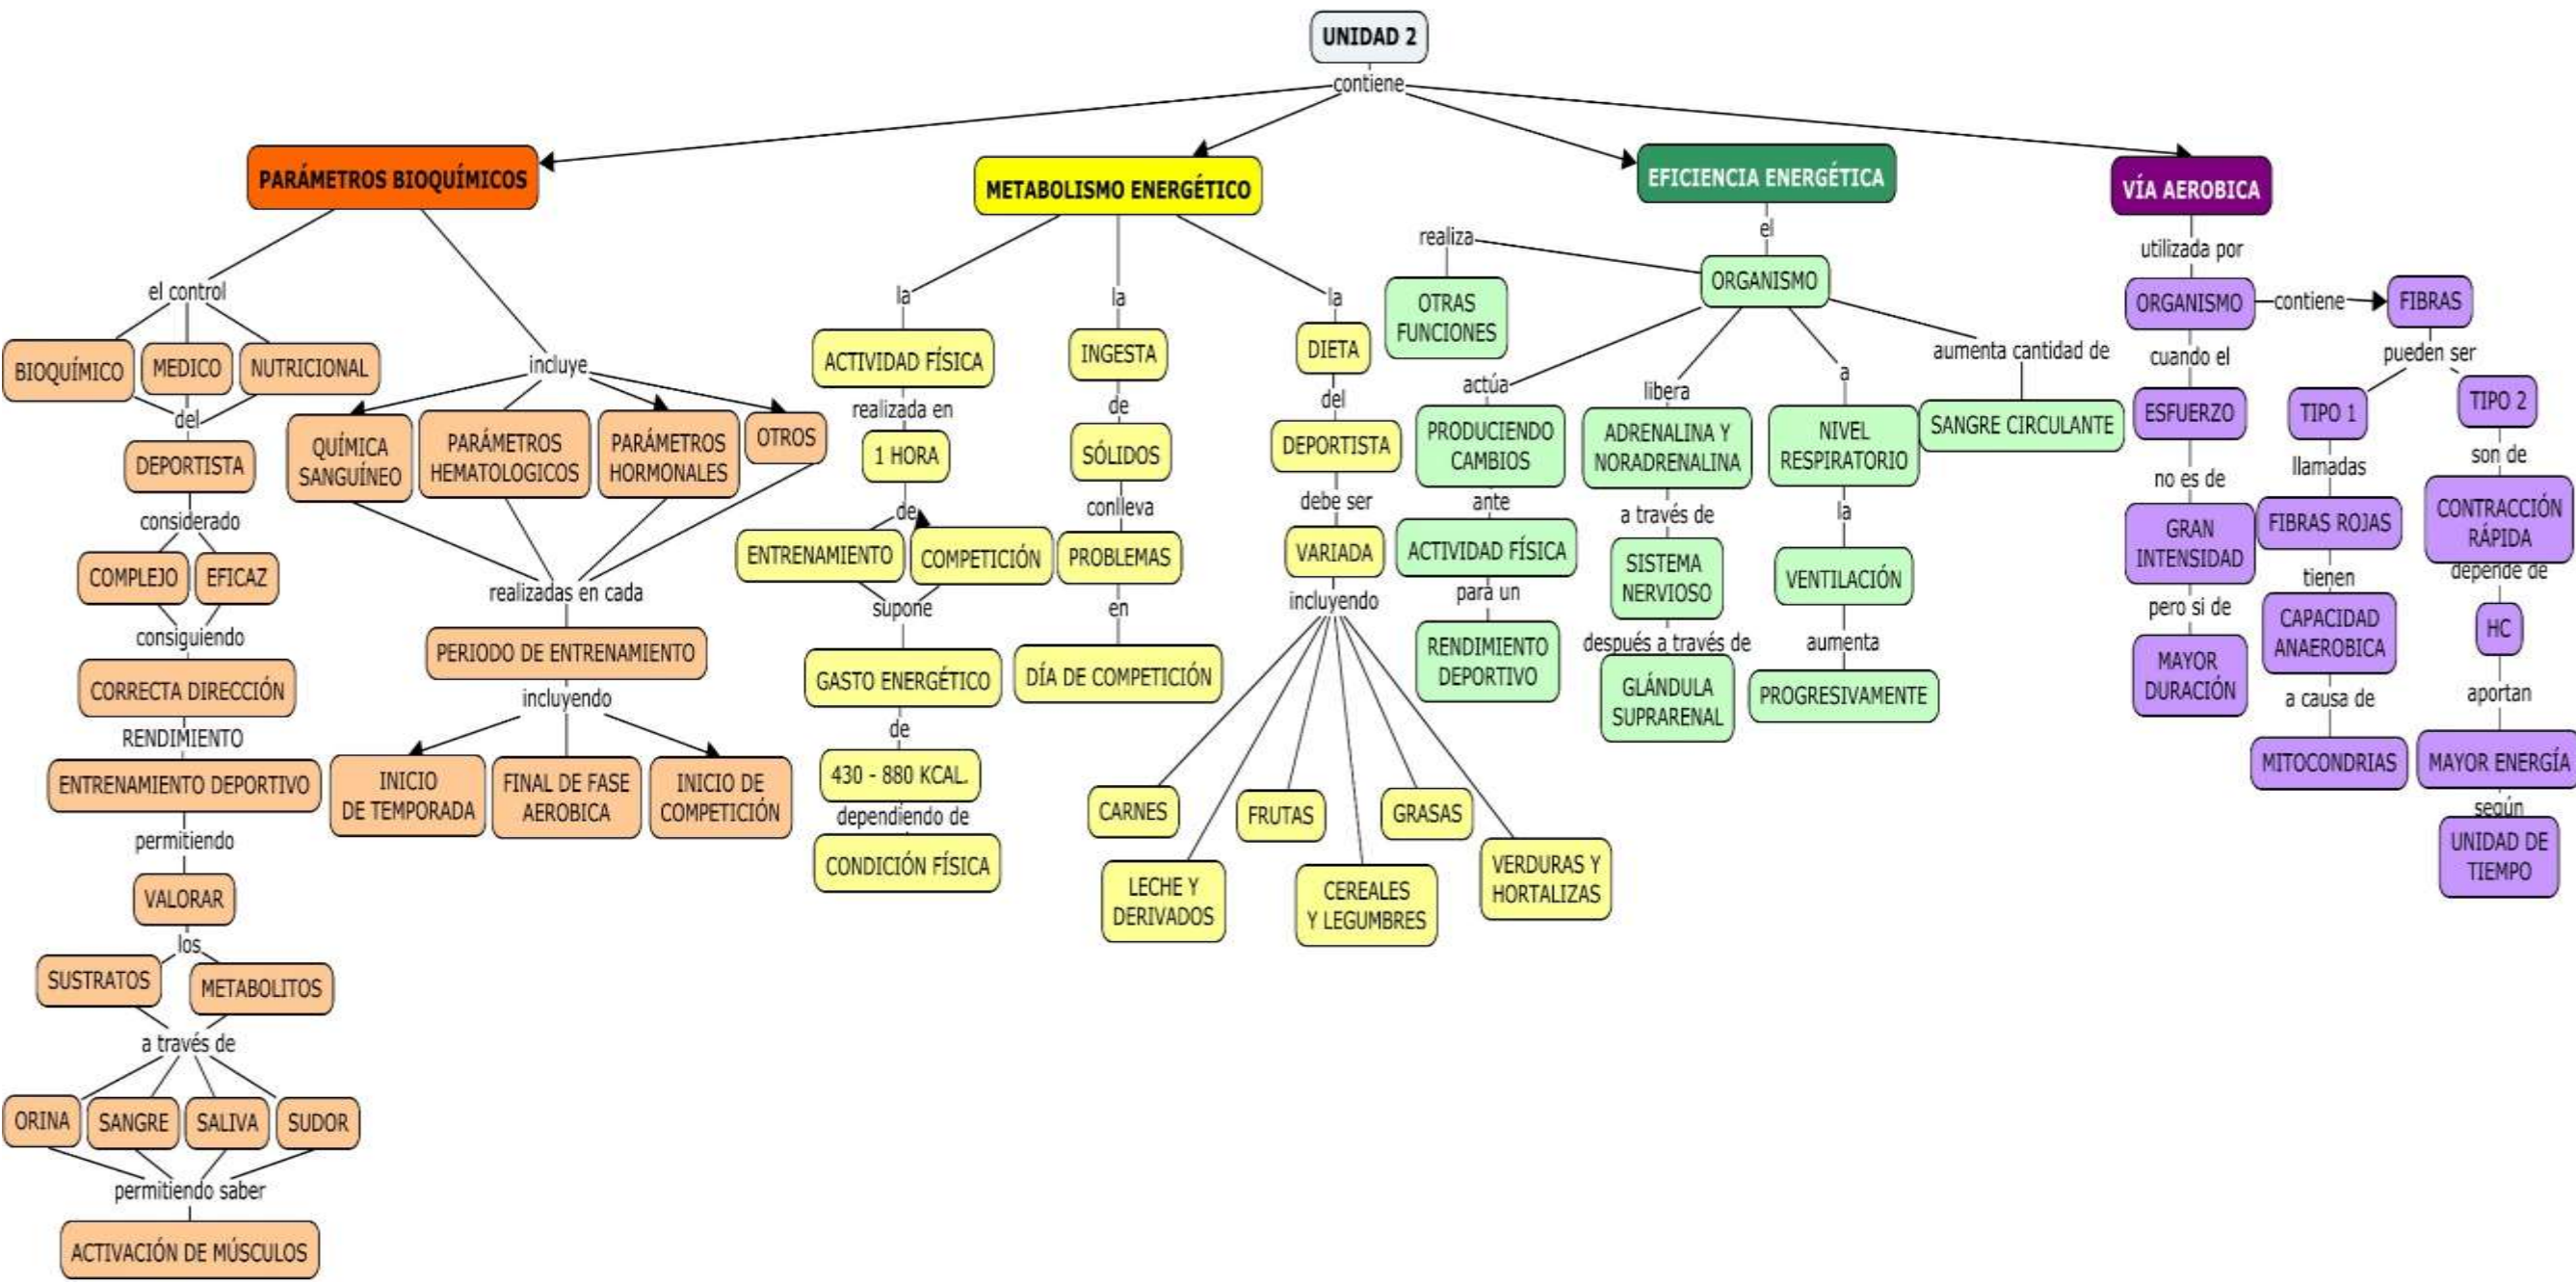 UNIDAD 2
contiene
PARÁMETROS BIOQUÍMICOS
el control
BIOQUÍMICO
MEDICO
NUTRICIONAL
del
DEPORTISTA
considerado
COMPLEJO
EFICAZ
consiguiendo
CORRECTA DIRECCIÓN
RENDIMIENTO
ENTRENAMIENTO DEPORTIVO
permitiendo
VALORAR
los
SUSTRATOS
METABOLITOS
a través de
ORINA
SANGRE
SALIVA
SUDOR
permitiendo saber
ACTIVACIÓN DE MÚSCULOS
incluye
QUÍMICA
SANGUÍNEO
PARÁMETROS
HEMATOLOGICOS
PARÁMETROS
HORMONALES
OTROS
realizadas en cada
PERIODO DE ENTRENAMIENTO
incluyendo
INICIO
DE TEMPORADA
FINAL DE FASE
AEROBICA
INICIO DE
COMPETICIÓN
METABOLISMO ENERGÉTICO
la
ACTIVIDAD FÍSICA
realizada en
1 HORA
de
ENTRENAMIENTO
COMPETICIÓN
supone
GASTO ENERGÉTICO
de
430 - 880 KCAL.
dependiendo de
CONDICIÓN FÍSICA
la
INGESTA
de
SÓLIDOS
conlleva
PROBLEMAS
en
DÍA DE COMPETICIÓN
la
DIETA
del
DEPORTISTA
debe ser
VARIADA
incluyendo
CARNES
LECHE Y
DERIVADOS
FRUTAS
CEREALES
Y LEGUMBRES
GRASAS
VERDURAS Y
HORTALIZAS
EFICIENCIA ENERGÉTICA
el
ORGANISMO
realiza
OTRAS
FUNCIONES
actúa
PRODUCIENDO
CAMBIOS
ante
ACTIVIDAD FÍSICA
para un
RENDIMIENTO
DEPORTIVO
libera
ADRENALINA Y
NORADRENALINA
a través de
SISTEMA
NERVIOSO
después a través de
GLÁNDULA
SUPRARENAL
a
NIVEL
RESPIRATORIO
la
VENTILACIÓN
aumenta
PROGRESIVAMENTE
aumenta cantidad de
SANGRE CIRCULANTE
VÍA AEROBICA
utilizada por
ORGANISMO
cuando el
ESFUERZO
no es de
GRAN
INTENSIDAD
pero si de
MAYOR
DURACIÓN
contiene
FIBRAS
pueden ser
TIPO 1
llamadas
FIBRAS ROJAS
tienen
CAPACIDAD
ANAEROBICA
a causa de
MITOCONDRIAS
TIPO 2
son de
CONTRACCIÓN
RÁPIDA
depende de
HC
aportan
MAYOR ENERGÍA
según
UNIDAD DE
TIEMPO